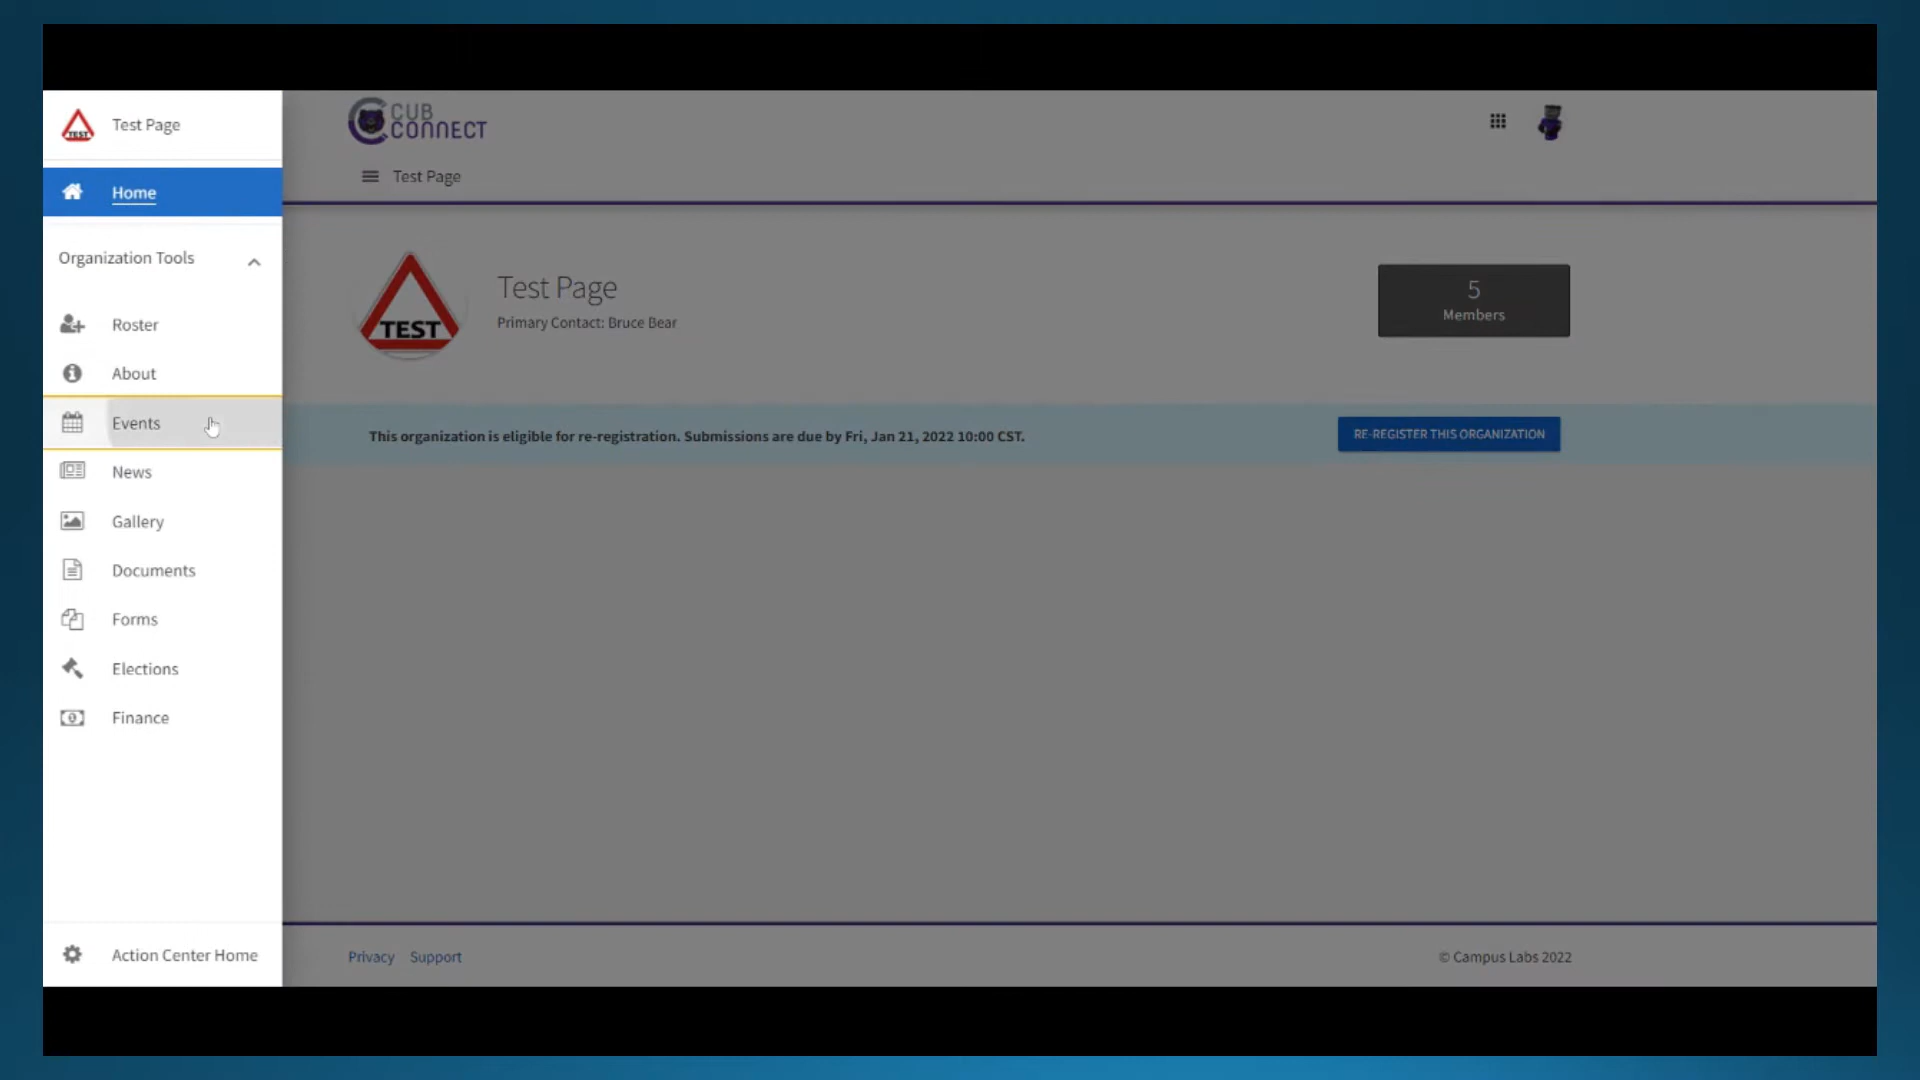 Test Page
Home
Organization Tools
Roster
About
Events
News
Gallery
Documents
Forms
Elections
Finance
Action Center Home
CUB
CONNECT
Test Page
TEST
Test Page
Primary Contact: Bruce Bear
5
Members
This organization is eligible for re-registration. Submissions are due by Fri, Jan 21, 2022 10:00 CST.
RE-REGISTER THIS ORGANIZATION
Privacy Support
© Campus Labs 2022